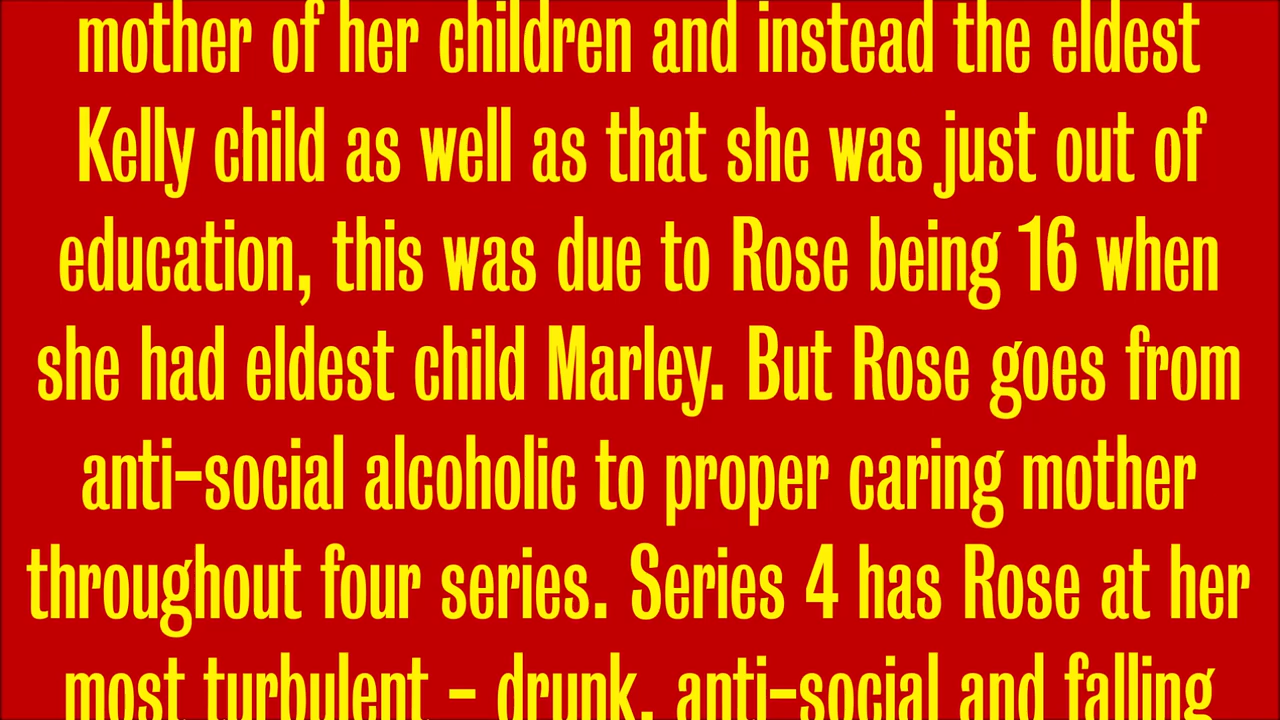 mother of her children and instead the eldest
Kelly child as well as that she was just out of
education, this was due to Rose being 16 when
she had eldest child Marley. But Rose goes from
anti-social alcoholic to proper caring mother
throughout four series. Series 4 has Rose at her
most turbulent - drunk, anti-social and falling